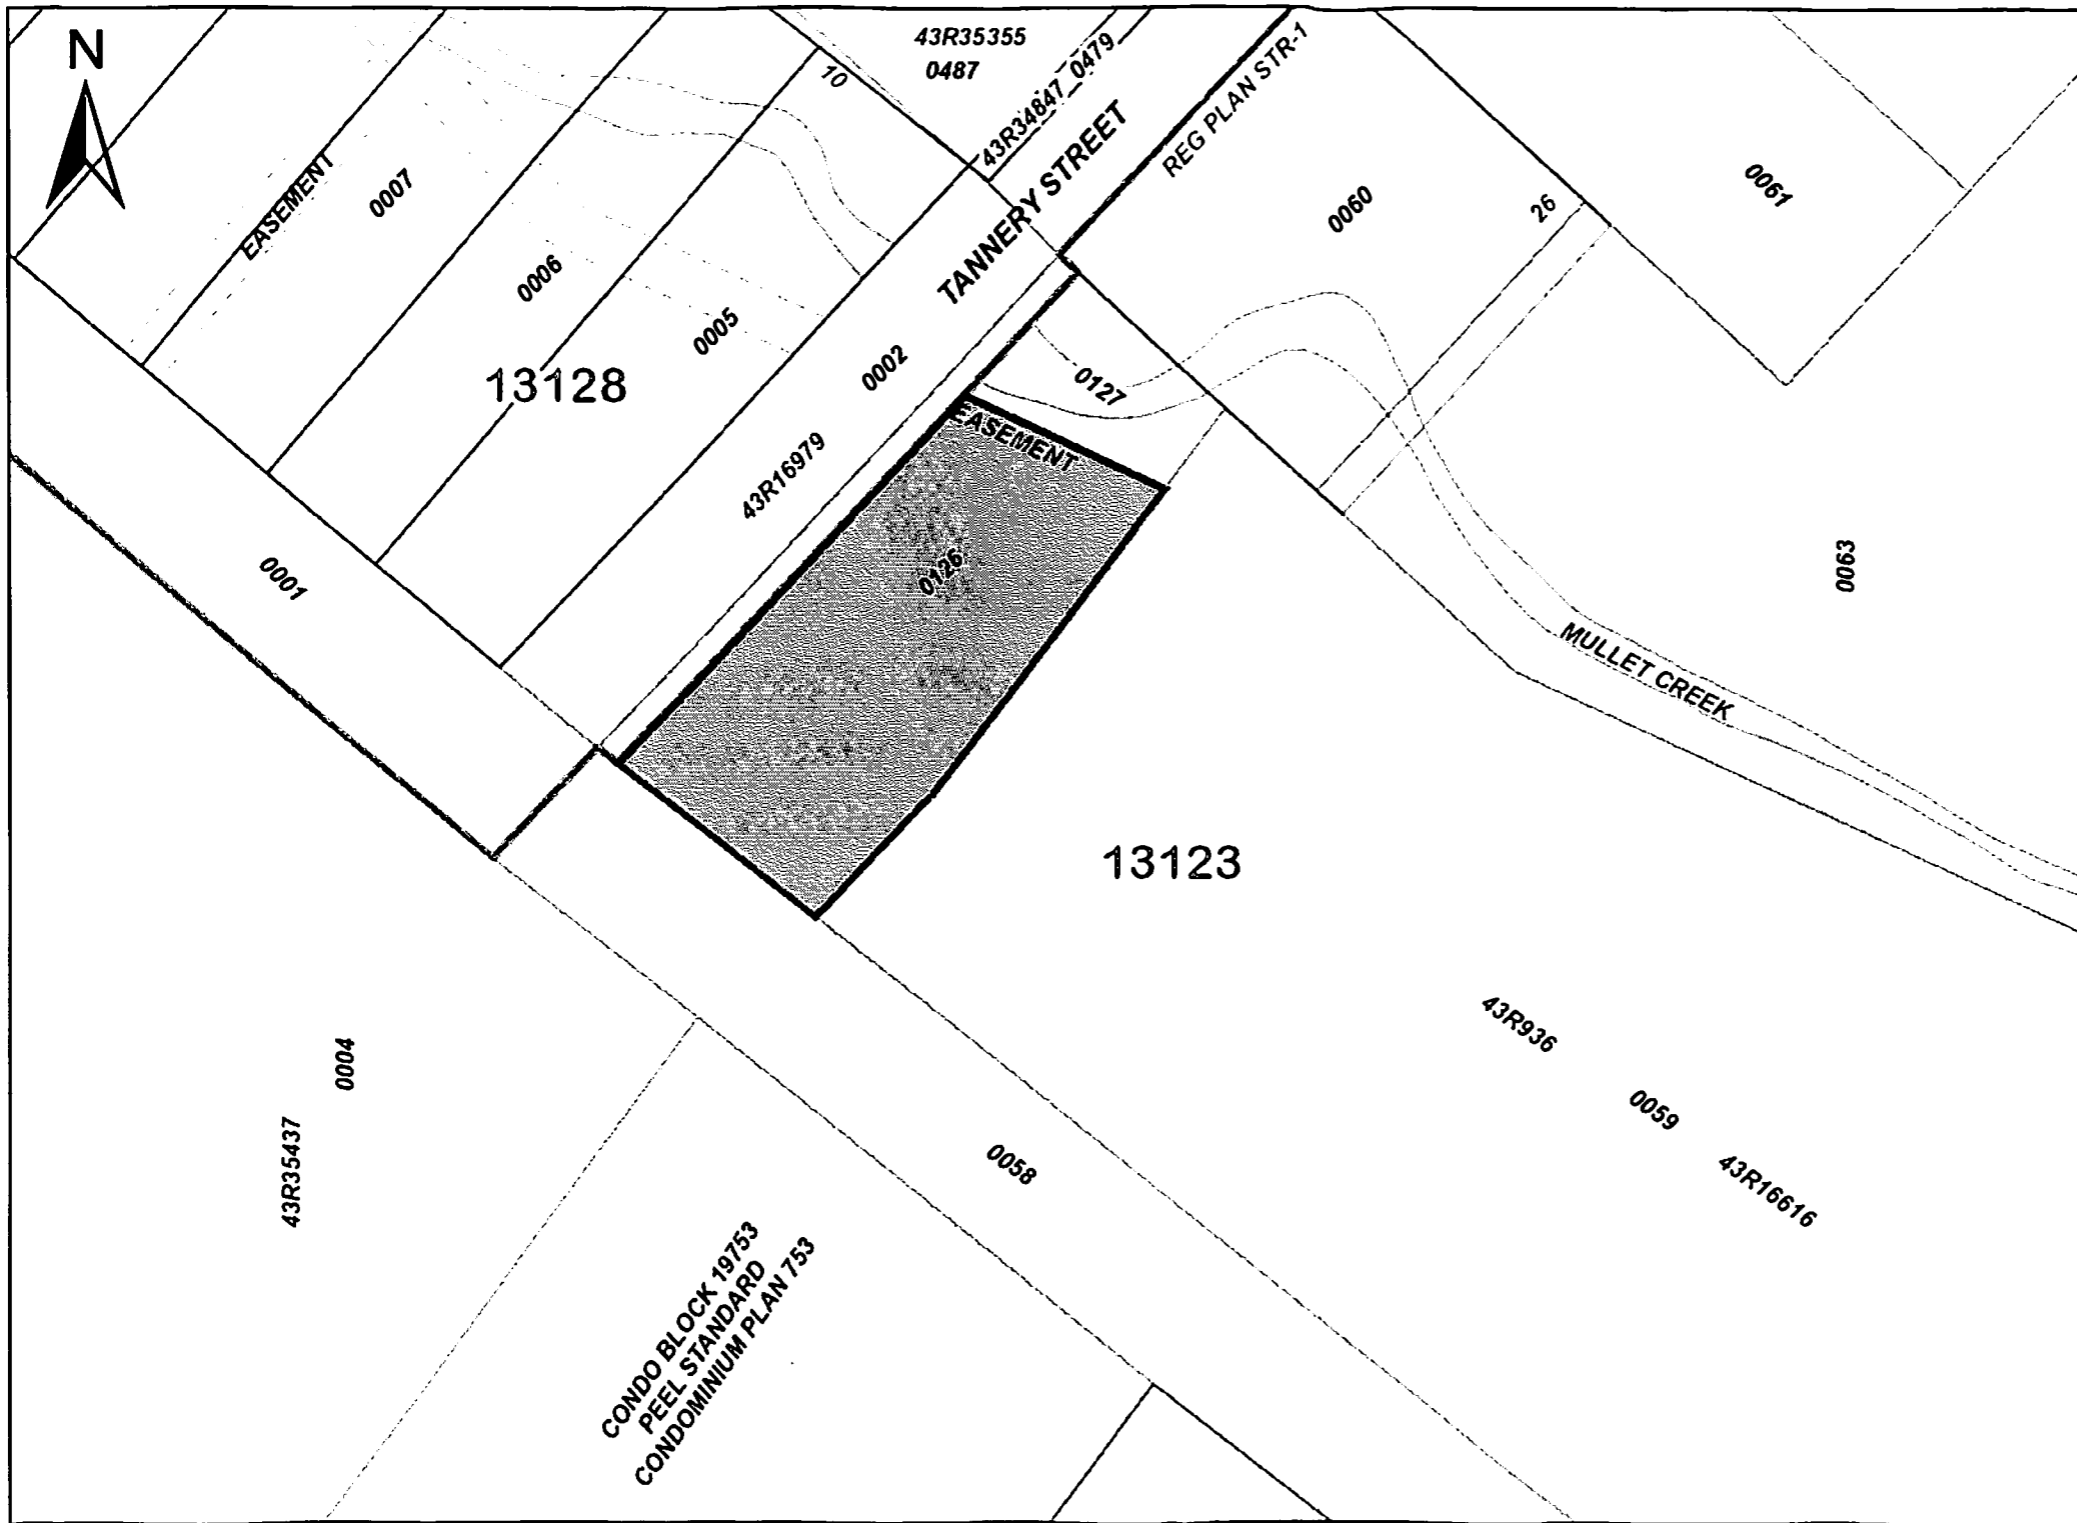 N
43R35355
0487
43R34847_0479
10
REG PLAN STR-1
TANNERY STREET
EASEMENT
0007
0006
0005
0002
0060
26
0061
13128
0127
EASEMENT
43R16979
0126
0001
0063
MULLET CREEK
13123
43R936
0059
43R16616
0004
43R35437
0058
CONDO BLOCK 19753
PEEL STANDARD
CONDOMINIUM PLAN 753